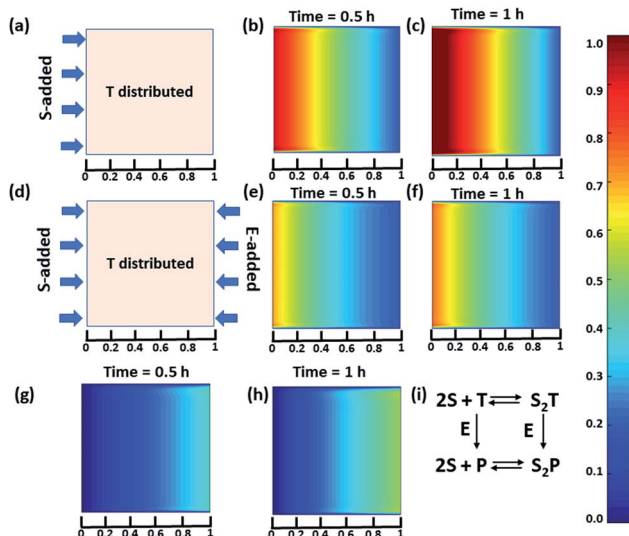 (a)
S-added
T distributed
0 0.2 0.4 0.6 0.8 1
(b)
Time = 0.5 h
0 0.2 0.4 0.6 0.8 1
(c)
Time = 1 h
0 0.2 0.4 0.6 0.8 1
(d)
S-added
T distributed
E-added
0 0.2 0.4 0.6 0.8 1
(e)
Time = 0.5 h
0 0.2 0.4 0.6 0.8 1
(f)
Time = 1 h
0 0.2 0.4 0.6 0.8 1
(g)
Time = 0.5 h
0 0.2 0.4 0.6 0.8 1
(h)
Time = 1 h
0 0.2 0.4 0.6 0.8 1
(i)
2S + T ⇌ S₂T
E E
2S + P ⇌ S₂P
1.0
0.9
0.8
0.7
0.6
0.5
0.4
0.3
0.2
0.1
0.0